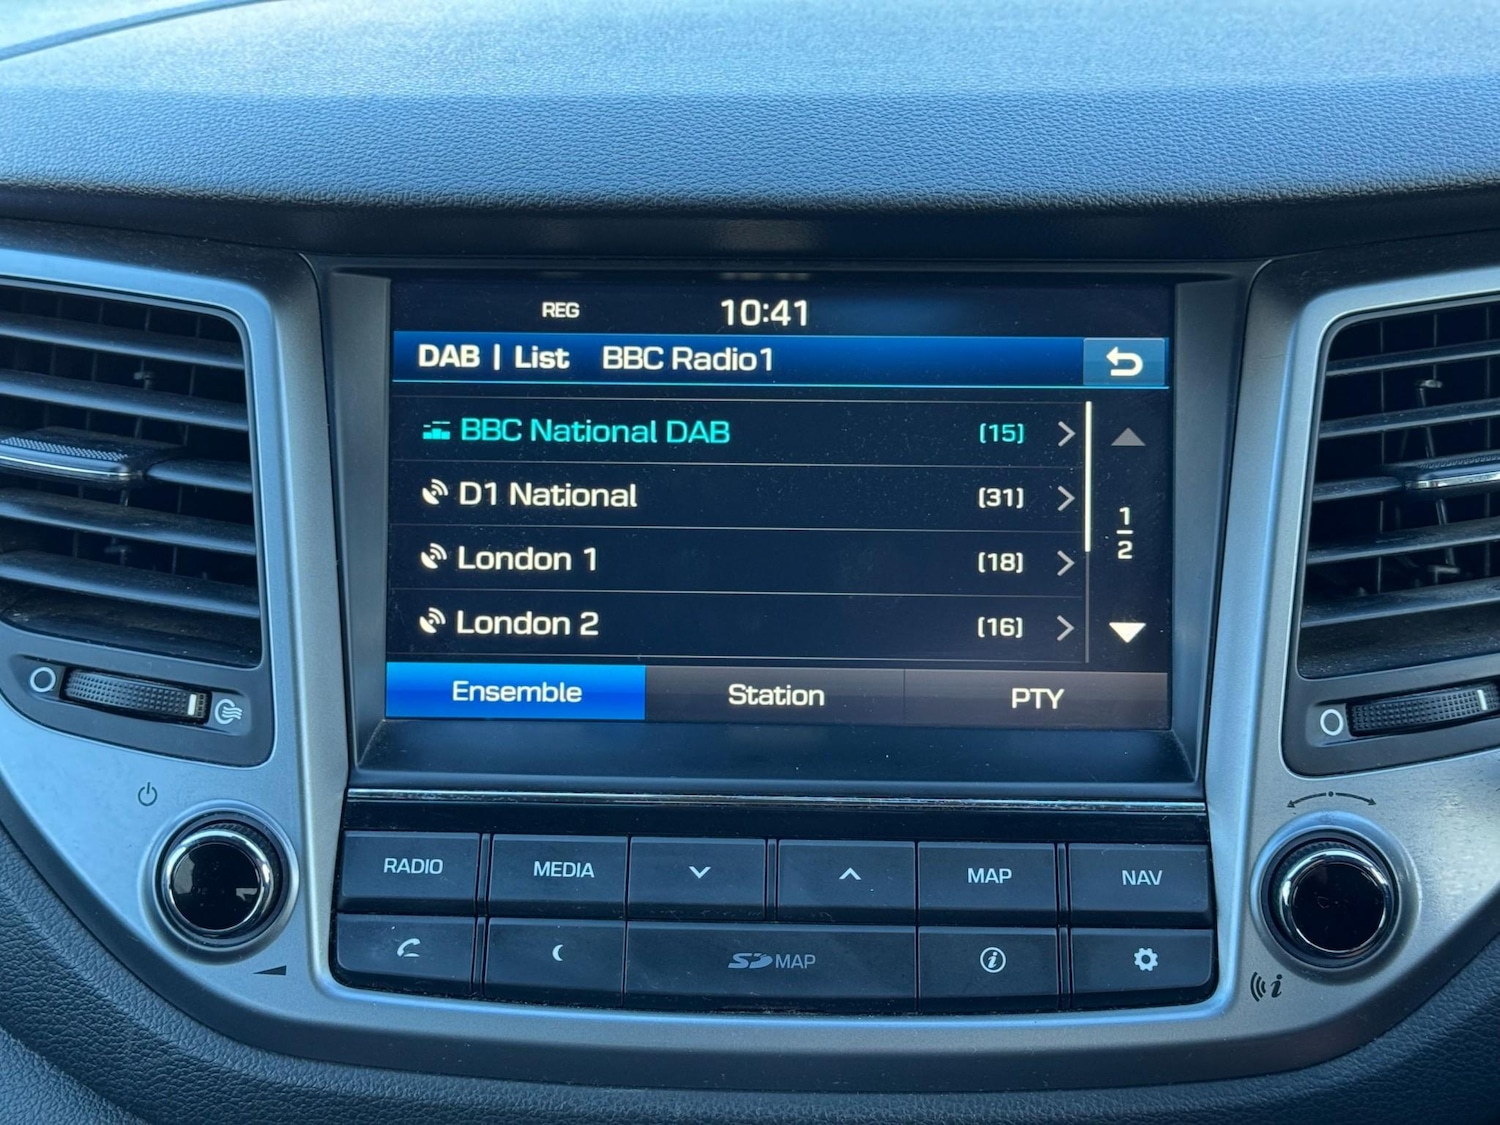 REG 10:41
DAB | List BBC Radio1
BBC National DAB [15]
D1 National [31]
London 1 [18]
London 2 [16]
1
2
Ensemble Station PTY
RADIO MEDIA MAP NAV
SD MAP